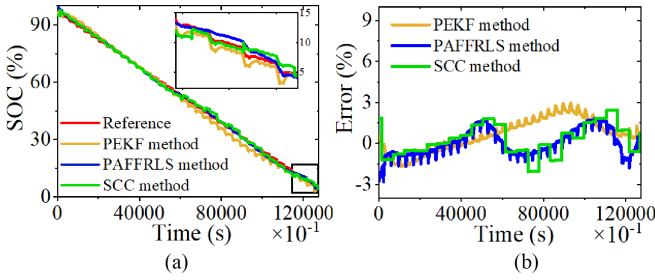 90
60
30
0
SOC (%)
15
10
5
Reference
PEKF method
PAFFRLS method
SCC method
0 40000 80000 120000
Time (s) ×10⁻¹
(a)
9
6
3
0
-3
Error (%)
PEKF method
PAFFRLS method
SCC method
0 40000 80000 120000
Time (s) ×10⁻¹
(b)